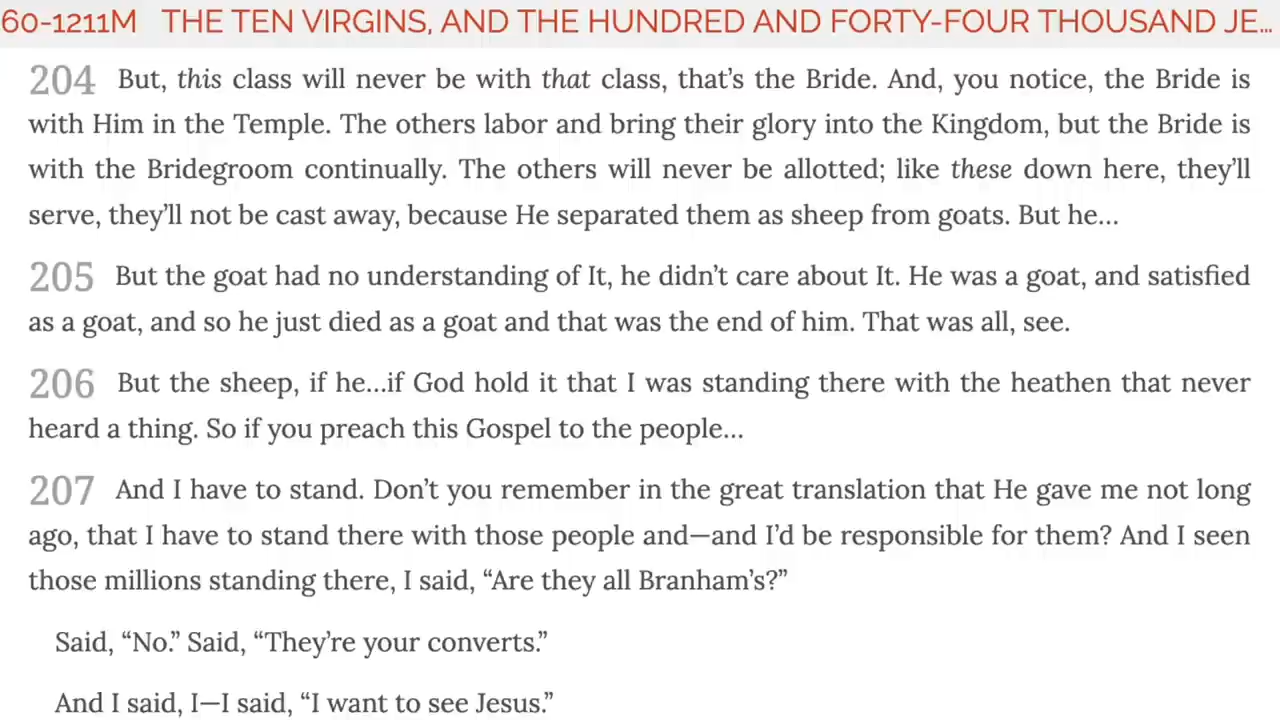 60-1211M THE TEN VIRGINS, AND THE HUNDRED AND FORTY-FOUR THOUSAND JE...
204 But, this class will never be with that class, that's the Bride. And, you notice, the Bride is
with Him in the Temple. The others labor and bring their glory into the Kingdom, but the Bride is
with the Bridegroom continually. The others will never be allotted; like these down here, they'll
serve, they'll not be cast away, because He separated them as sheep from goats. But he…
205 But the goat had no understanding of It, he didn't care about It. He was a goat, and satisfied
as a goat, and so he just died as a goat and that was the end of him. That was all, see.
206 But the sheep, if he…if God hold it that I was standing there with the heathen that never
heard a thing. So if you preach this Gospel to the people…
207 And I have to stand. Don't you remember in the great translation that He gave me not long
ago, that I have to stand there with those people and—and I'd be responsible for them? And I seen
those millions standing there, I said, “Are they all Branham's?”
Said, “No.” Said, “They're your converts.”
And I said, I—I said, “I want to see Jesus.”